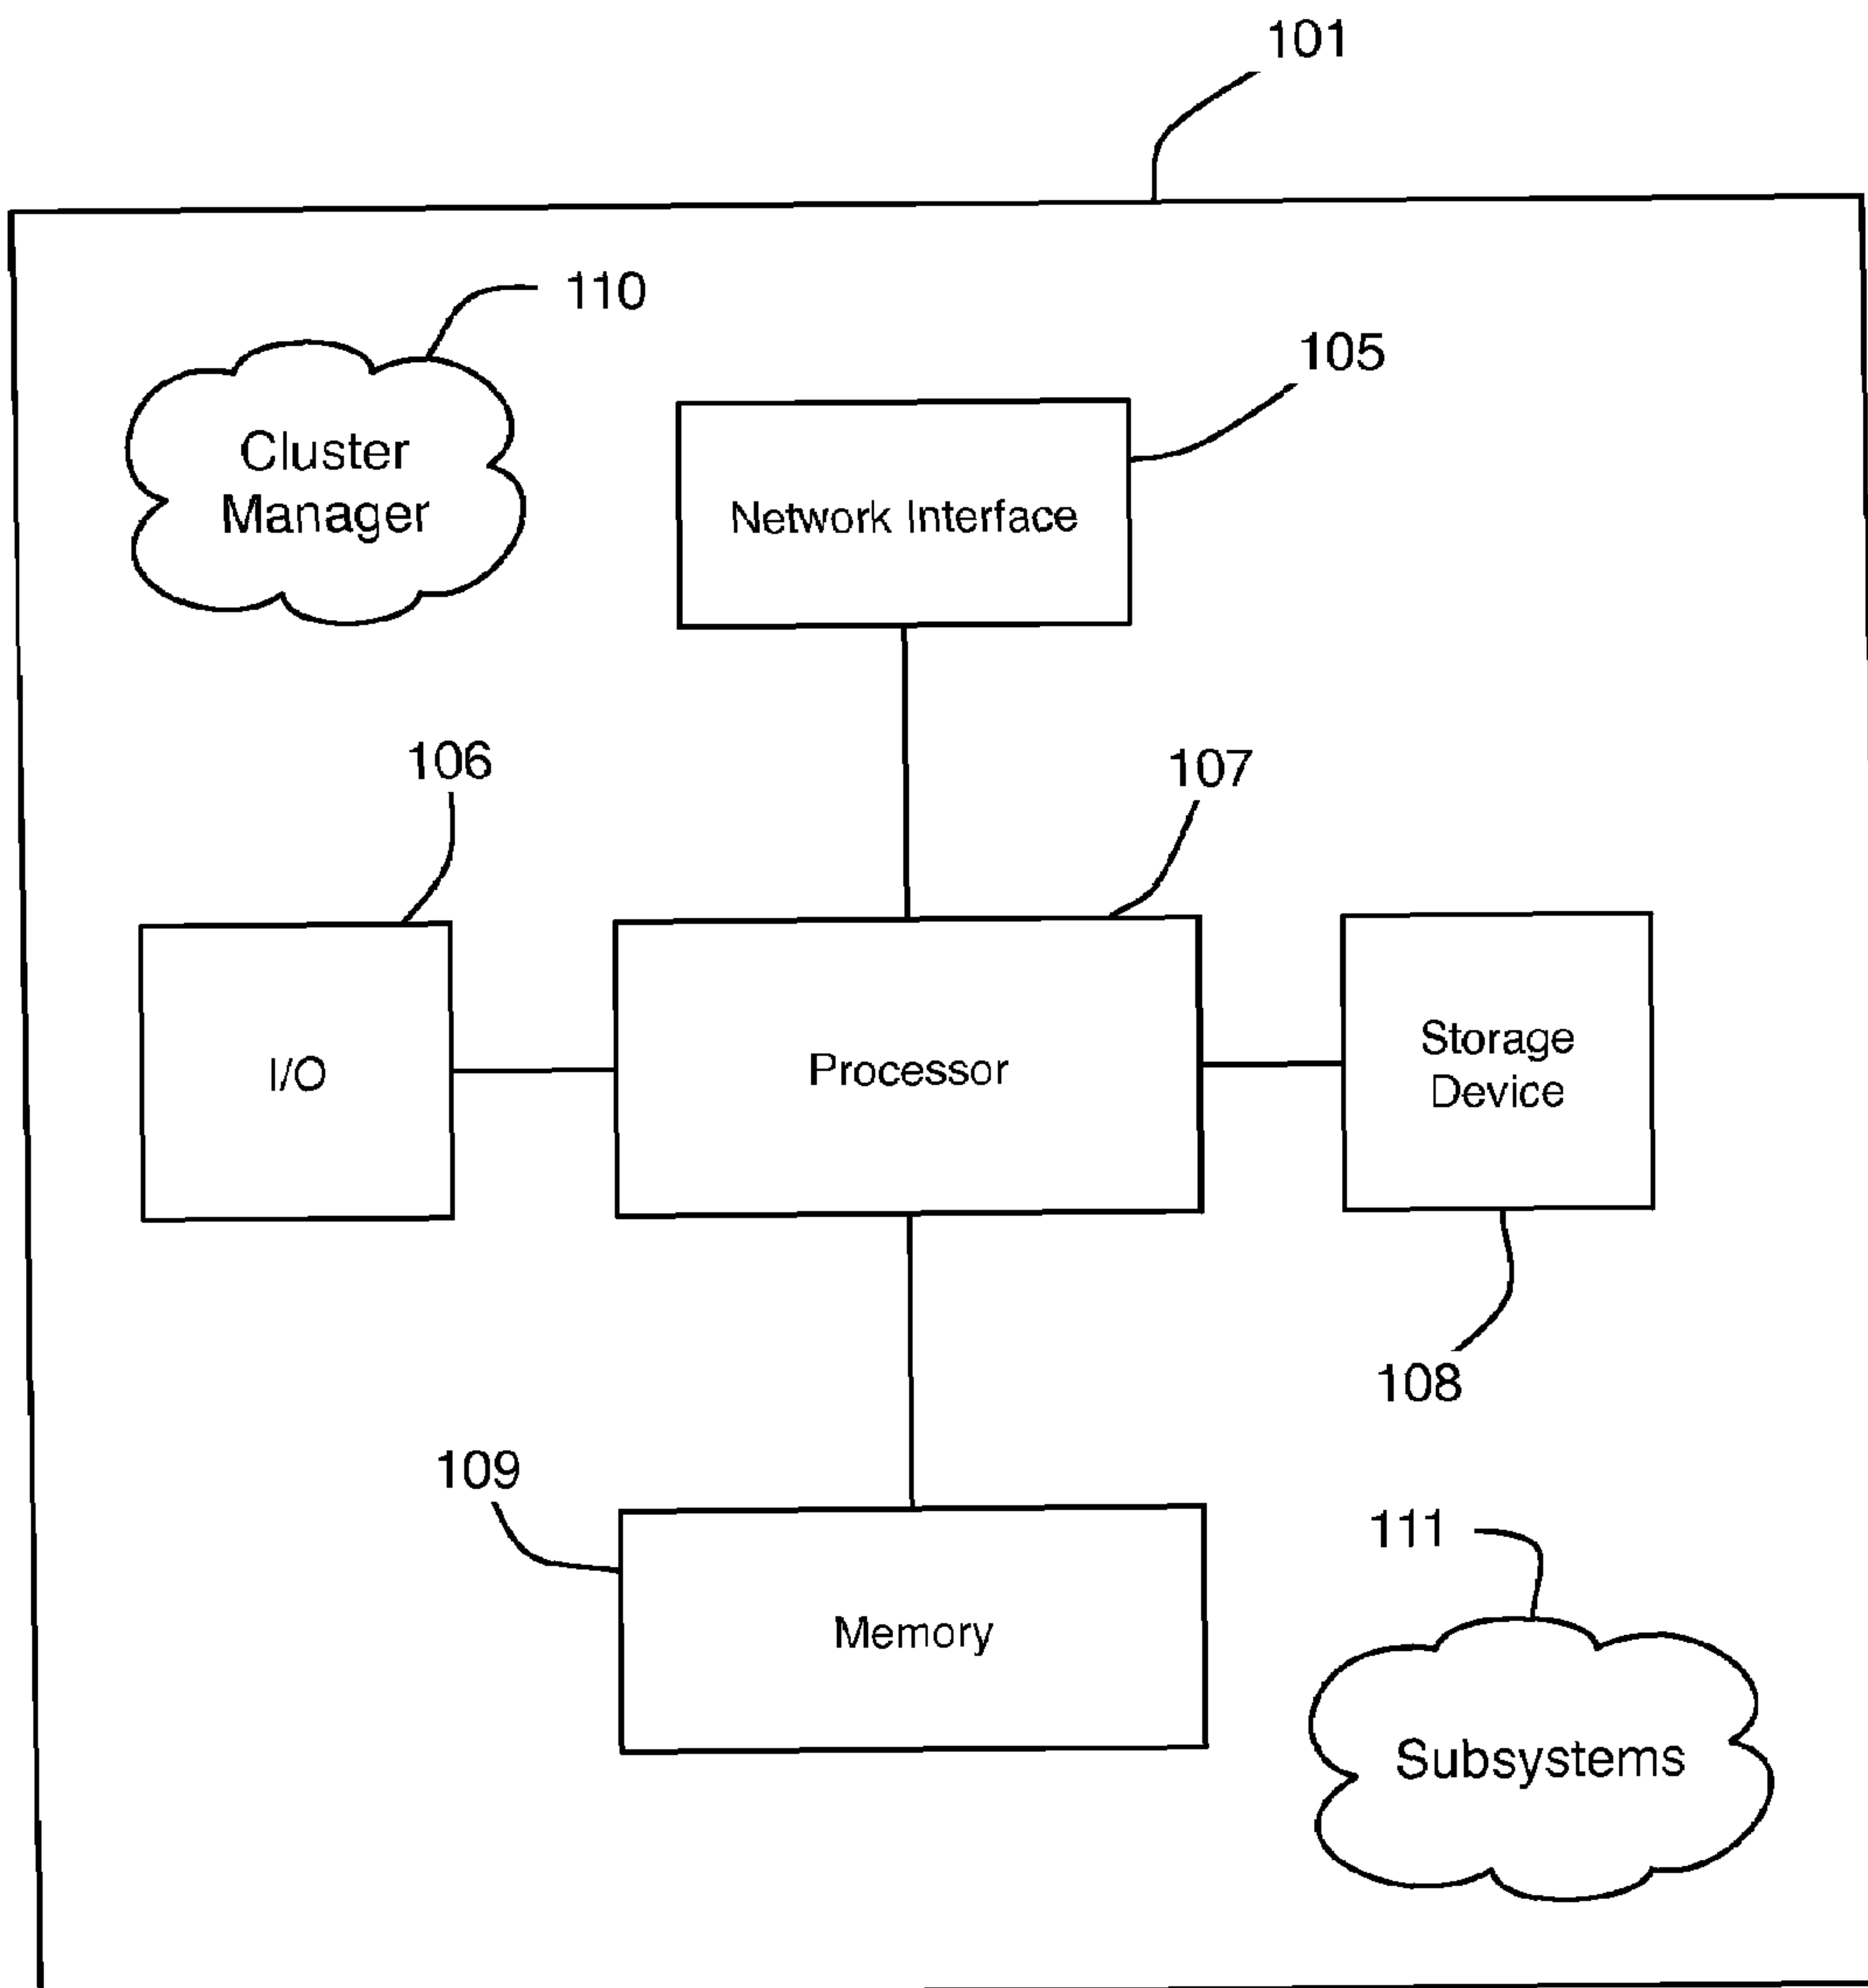 101
110
105
Cluster
Manager
Network Interface
106
107
I/O
Processor
Storage
Device
108
109
111
Memory
Subsystems